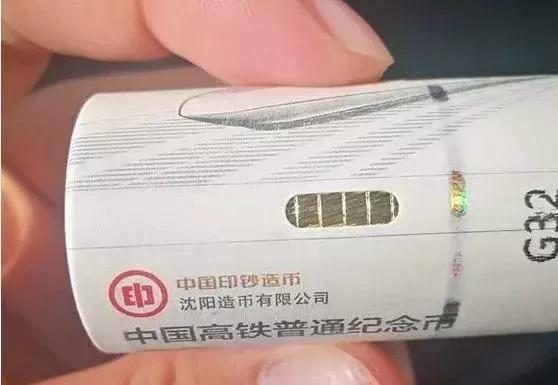 G32
中国印钞造币
沈阳造币有限公司
中国高铁普通纪念币